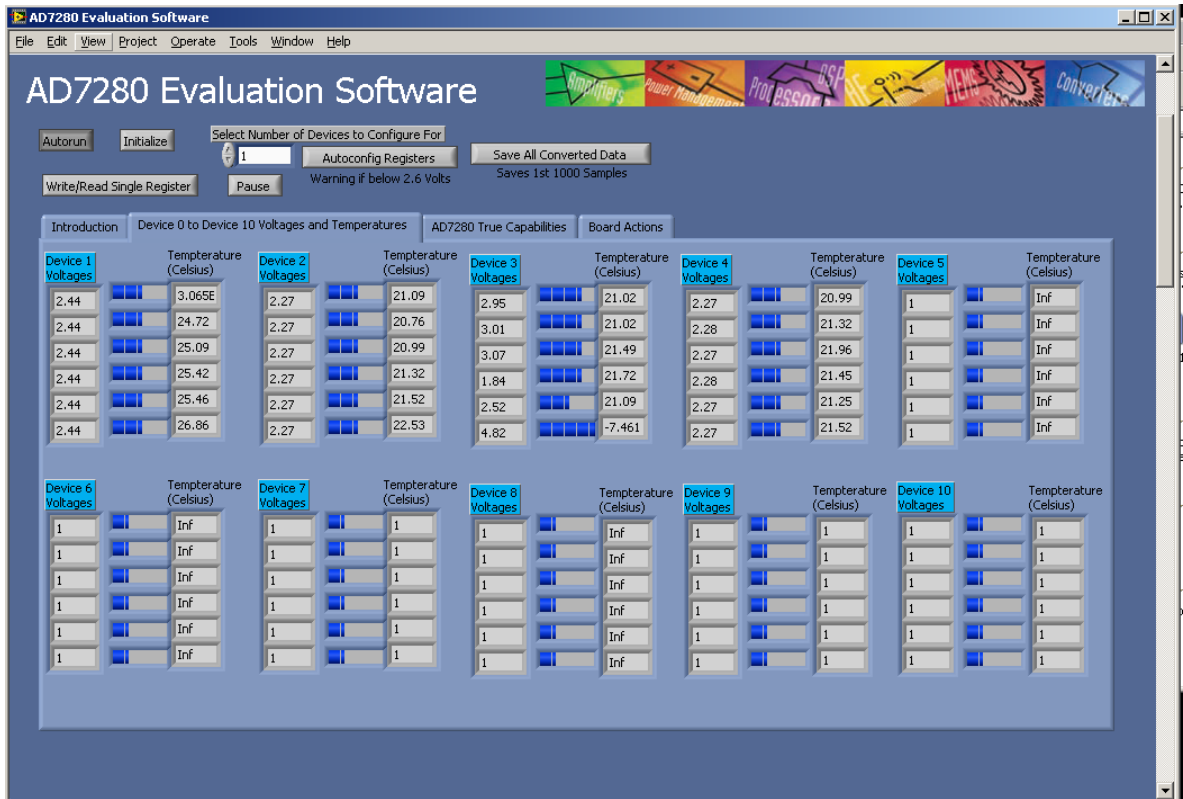 AD7280 Evaluation Software
File Edit View Project Operate Tools Window Help
AD7280 Evaluation Software
Amplifiers Power Management Processors DSP RF MEMS Converters
Autorun Initialize Select Number of Devices to Configure For
1 Autoconfig Registers Save All Converted Data
Warning if below 2.6 Volts Saves 1st 1000 Samples
Write/Read Single Register Pause
Introduction Device 0 to Device 10 Voltages and Temperatures AD7280 True Capabilities Board Actions
Device 1 Tempterature Device 2 Tempterature Device 3 Tempterature Device 4 Tempterature Device 5 Tempterature
Voltages (Celsius) Voltages (Celsius) Voltages (Celsius) Voltages (Celsius) Voltages (Celsius)
2.44 3.065E 2.27 21.09 2.95 21.02 2.27 20.99 1 Inf
2.44 24.72 2.27 20.76 3.01 21.02 2.28 21.32 1 Inf
2.44 25.09 2.27 20.99 3.07 21.49 2.27 21.96 1 Inf
2.44 25.42 2.27 21.32 1.84 21.72 2.28 21.45 1 Inf
2.44 25.46 2.27 21.52 2.52 21.09 2.27 21.25 1 Inf
2.44 26.86 2.27 22.53 4.82 -7.461 2.27 21.52 1 Inf
Device 6 Tempterature Device 7 Tempterature Device 8 Tempterature Device 9 Tempterature Device 10 Tempterature
Voltages (Celsius) Voltages (Celsius) Voltages (Celsius) Voltages (Celsius) Voltages (Celsius)
1 Inf 1 1 1 Inf 1 1 1 1
1 Inf 1 1 1 Inf 1 1 1 1
1 Inf 1 1 1 Inf 1 1 1 1
1 Inf 1 1 1 Inf 1 1 1 1
1 Inf 1 1 1 Inf 1 1 1 1
1 Inf 1 1 1 Inf 1 1 1 1